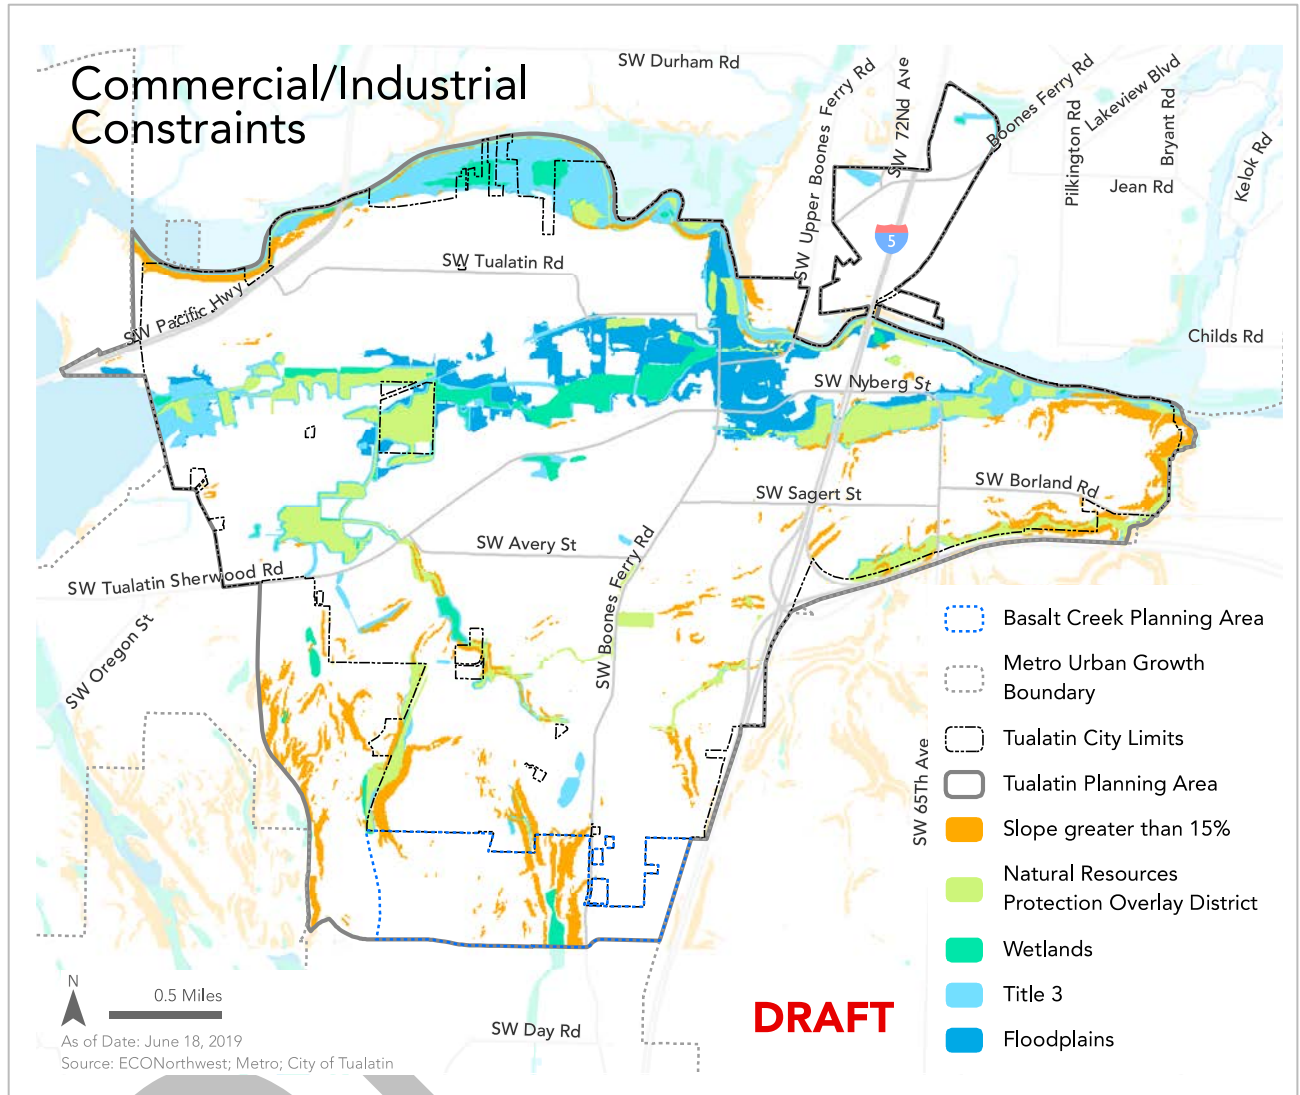 Commercial/Industrial
Constraints
SW Durham Rd
SW Upper Boones Ferry Rd
SW 72Nd Ave
Boones Ferry Rd
Lakeview Blvd
Pilkington Rd
Bryant Rd
Jean Rd
Kelok Rd
5
SW Tualatin Rd
SW Pacific Hwy
Childs Rd
SW Nyberg St
SW Sagert St
SW Borland Rd
SW Avery St
SW Boones Ferry Rd
SW Tualatin Sherwood Rd
SW Oregon St
SW 65Th Ave
Basalt Creek Planning Area
Metro Urban Growth
Boundary
Tualatin City Limits
Tualatin Planning Area
Slope greater than 15%
Natural Resources
Protection Overlay District
Wetlands
Title 3
Floodplains
N
0.5 Miles
DRAFT
SW Day Rd
As of Date: June 18, 2019
Source: ECONorthwest; Metro; City of Tualatin